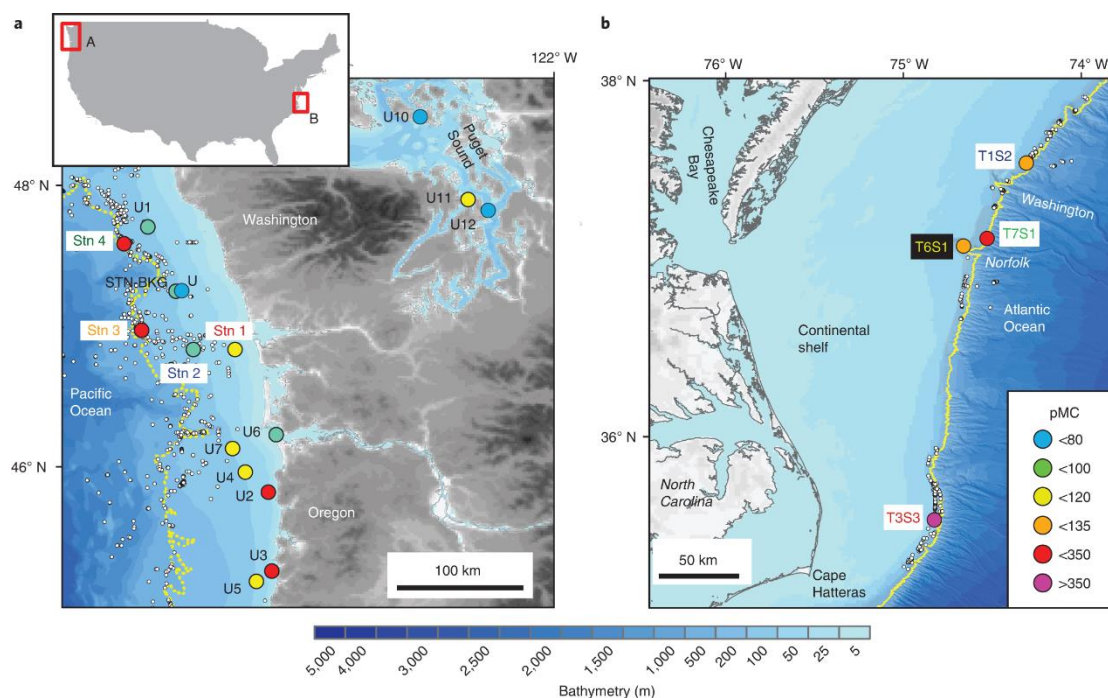 a
A
B
122° W
48° N
46° N
U10
Puget
Sound
U11
U12
Washington
U1
Stn 4
STN-BKG
U
Stn 3
Stn 1
Stn 2
Pacific
Ocean
U6
U7
U4
U2
Oregon
U3
U5
100 km
b
76° W
75° W
74° W
38° N
36° N
Chesapeake
Bay
T1S2
Washington
T6S1
T7S1
Norfolk
Atlantic
Ocean
Continental
shelf
North
Carolina
T3S3
50 km
Cape
Hatteras
pMC
<80
<100
<120
<135
<350
>350
5,000
4,000
3,000
2,500
2,000
1,500
1,000
500
200
100
50
25
5
Bathymetry (m)